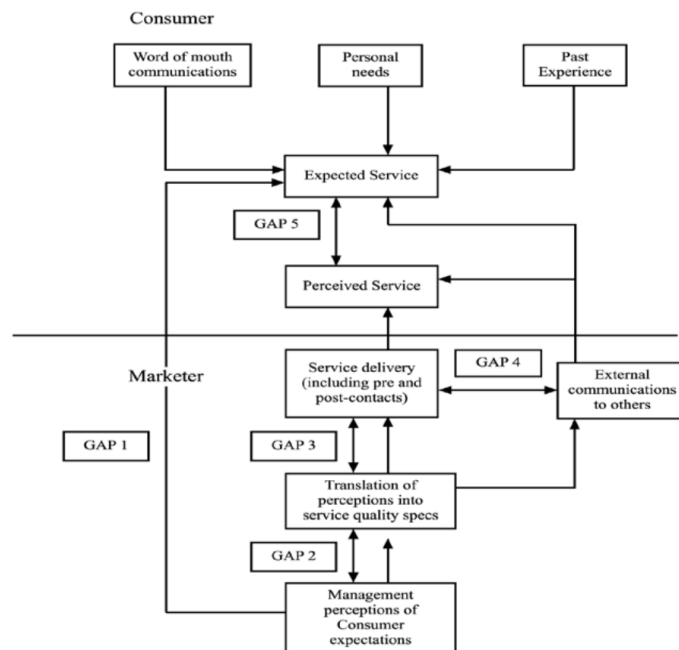 Consumer
Word of mouth
communications
Personal
needs
Past
Experience
Expected Service
GAP 5
Perceived Service
Marketer
Service delivery
(including pre and
post-contacts)
GAP 4
External
communications
to others
GAP 1
GAP 3
Translation of
perceptions into
service quality specs
GAP 2
Management
perceptions of
Consumer
expectations